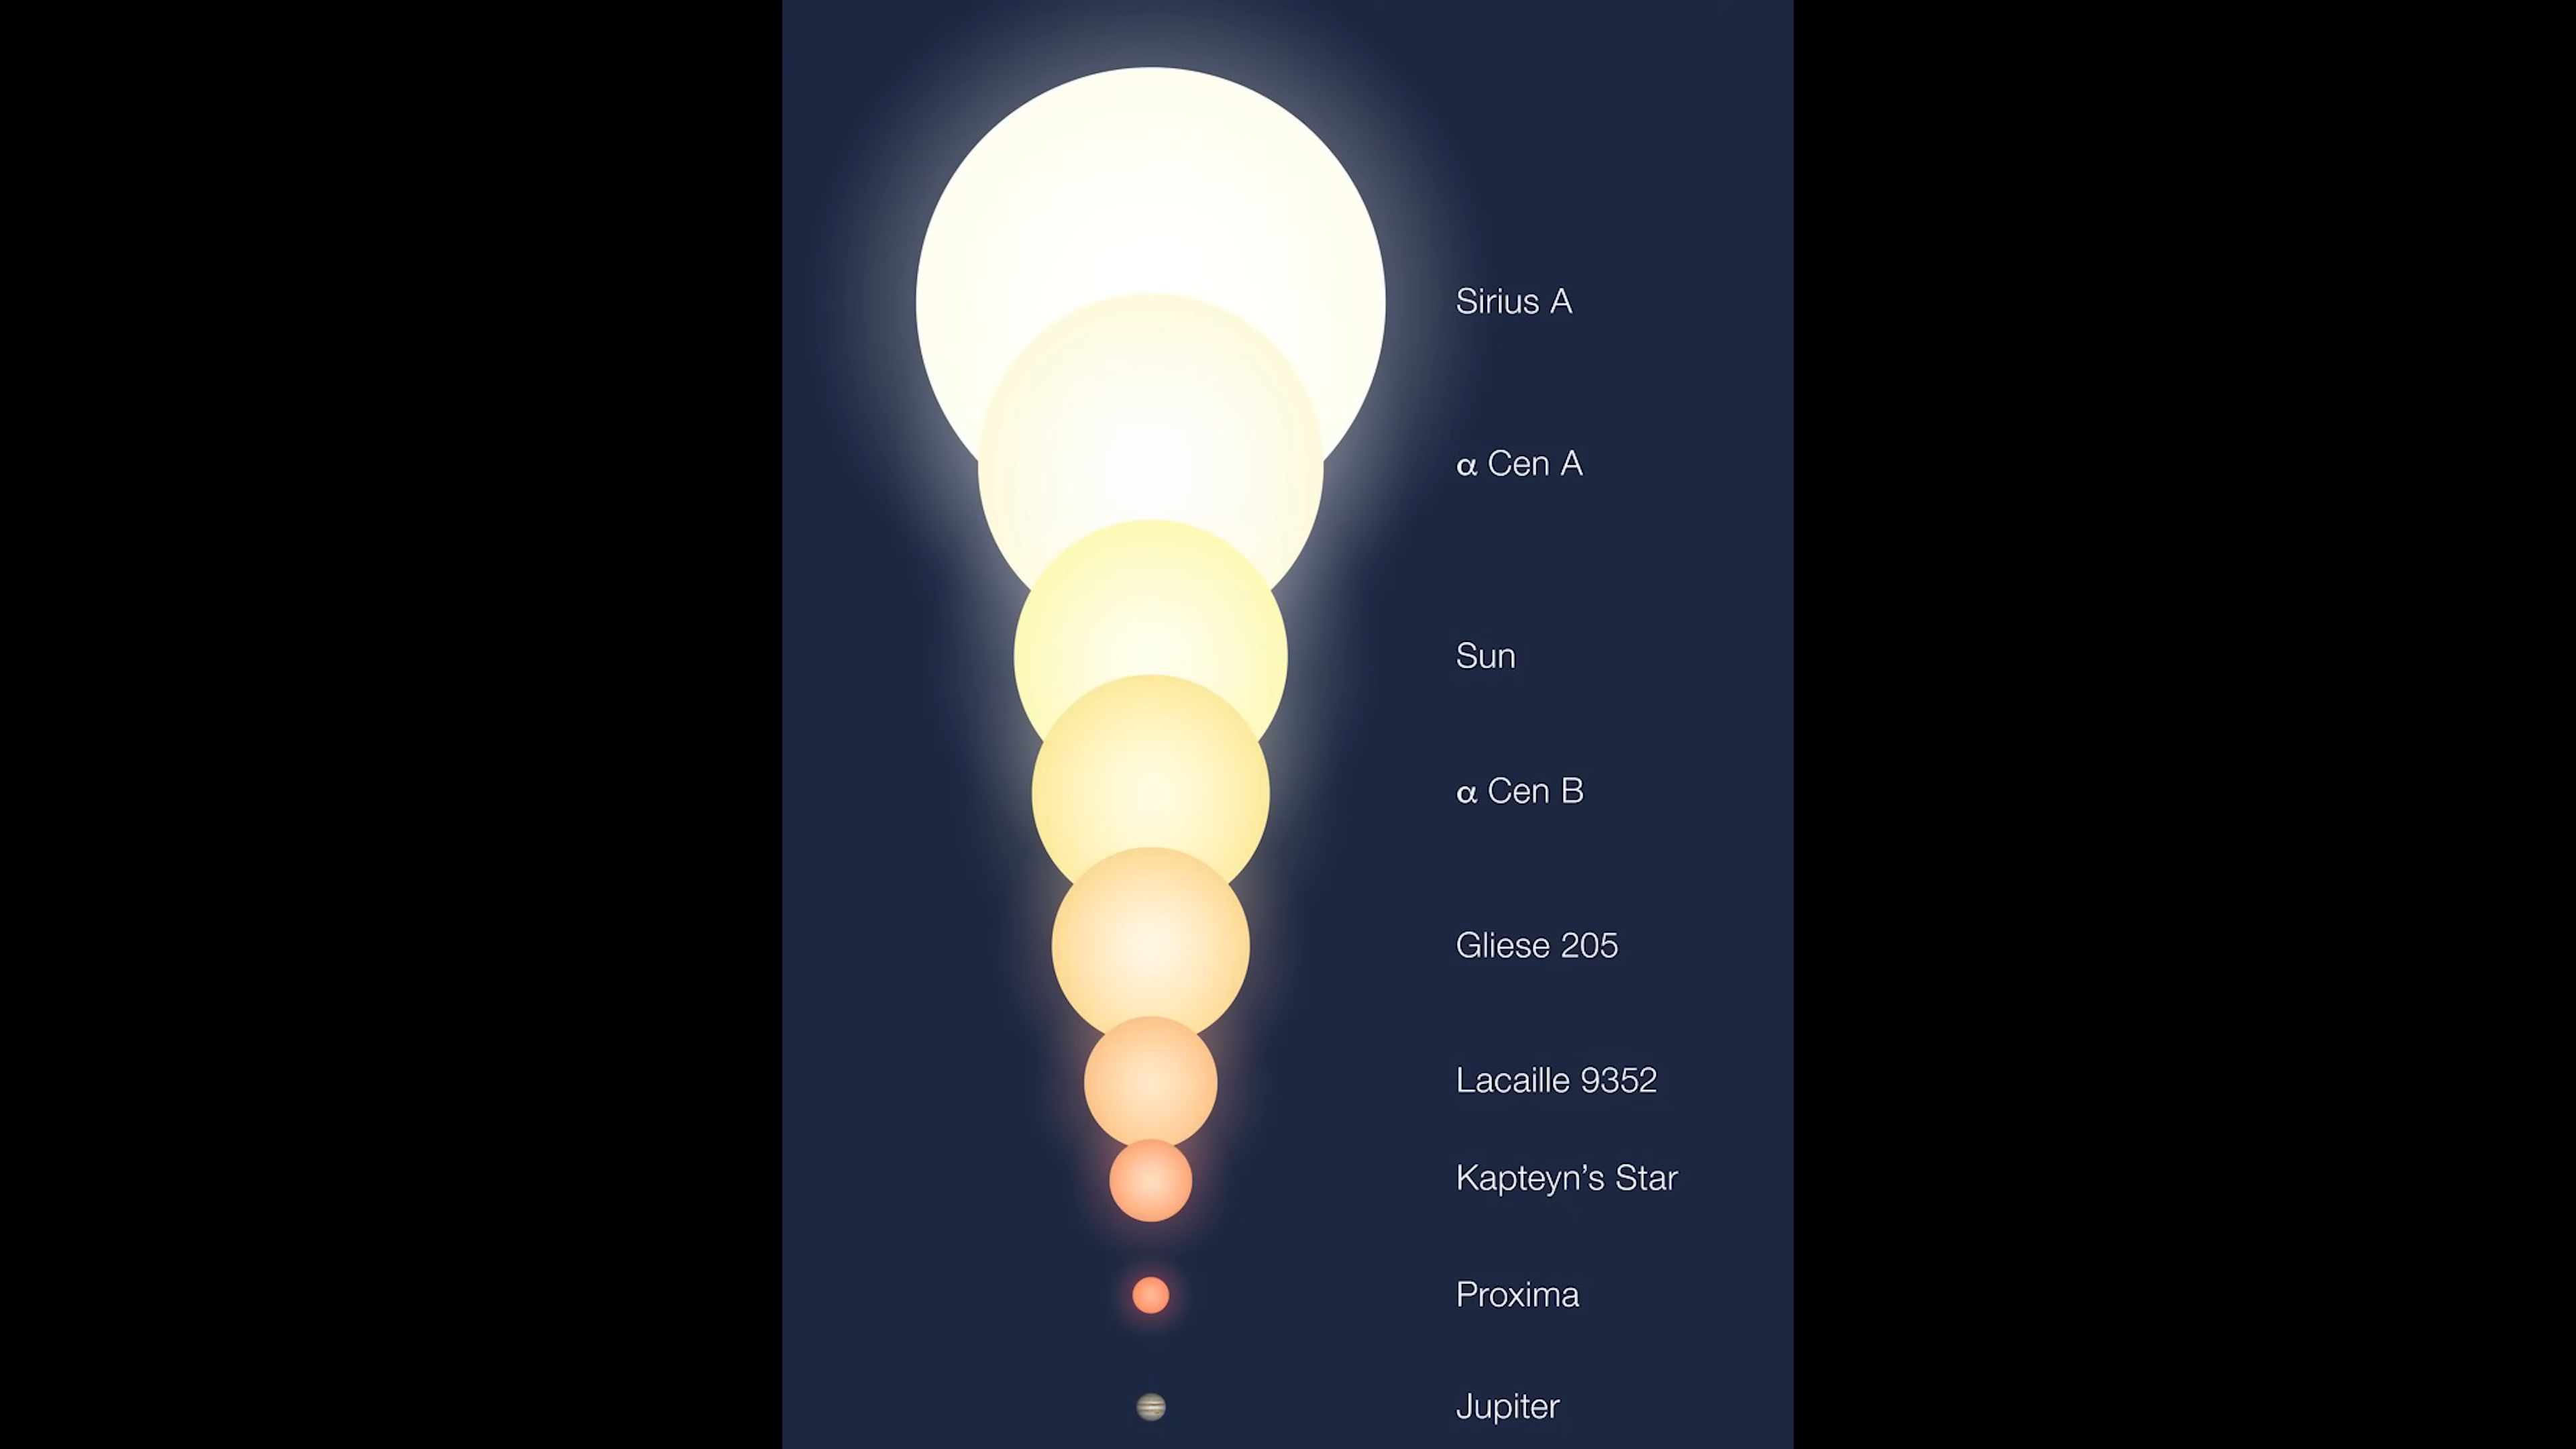 Sirius A
α Cen A
Sun
α Cen B
Gliese 205
Lacaille 9352
Kapteyn’s Star
Proxima
Jupiter